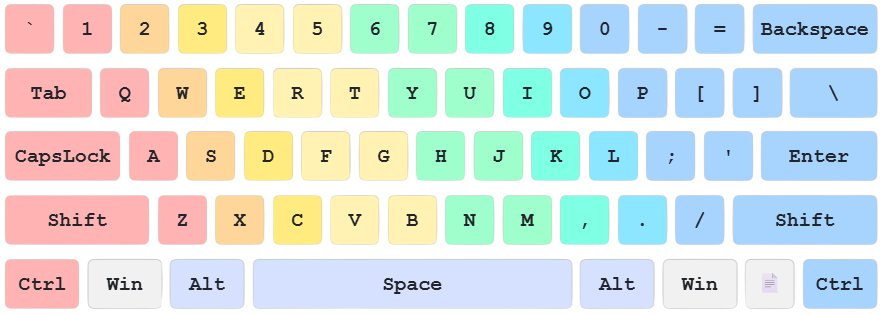 ` 1 2 3 4 5 6 7 8 9 0 - = Backspace
Tab Q W E R T Y U I O P [ ] \
CapsLock A S D F G H J K L ; ' Enter
Shift Z X C V B N M , . / Shift
Ctrl Win Alt Space Alt Win Ctrl